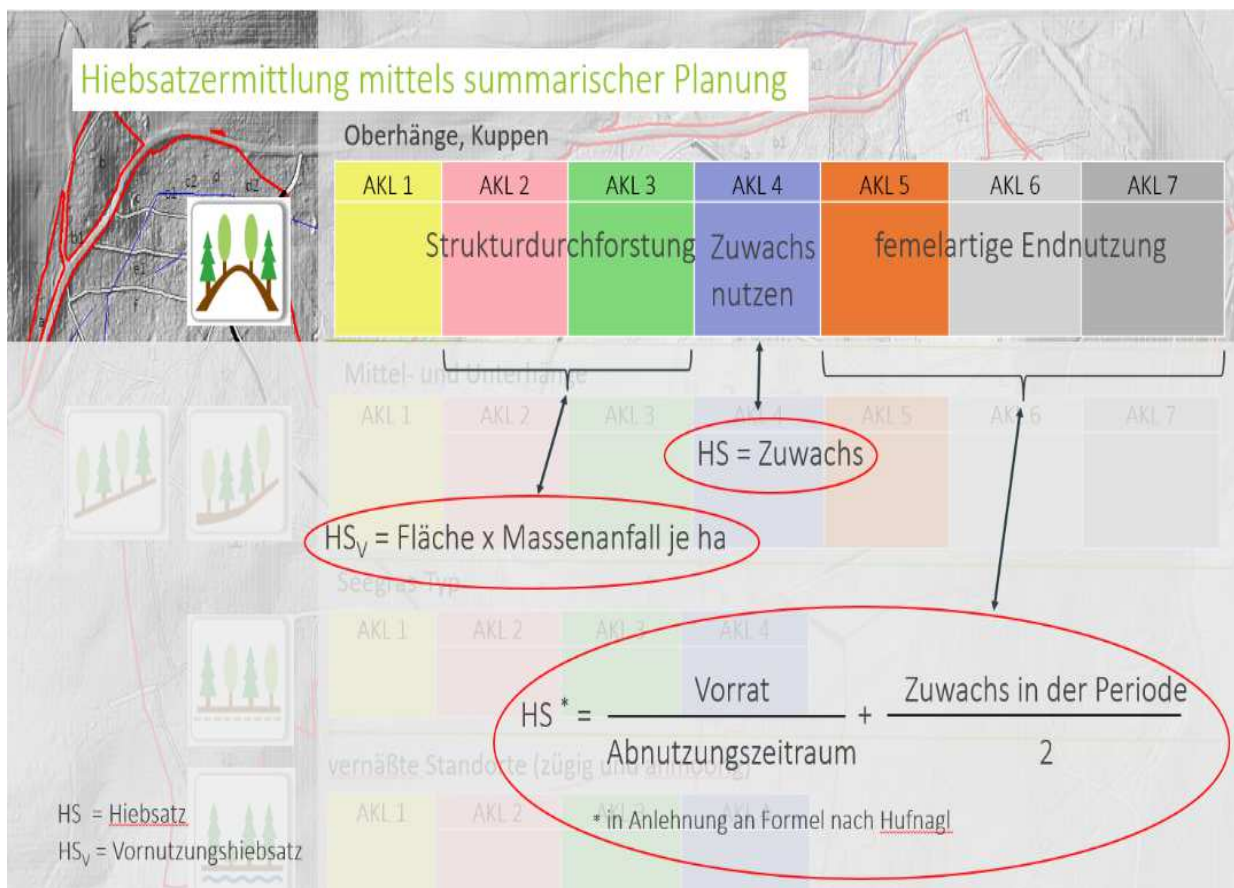 Hiebsatzermittlung mittels summarischer Planung
Oberhänge, Kuppen
AKL 1 AKL 2 AKL 3 AKL 4 AKL 5 AKL 6 AKL 7
Strukturdurchforstung Zuwachs nutzen femelartige Endnutzung
Mittel- und Unterhänge
AKL 1 AKL 2 AKL 3 AKL 4 AKL 5 AKL 6 AKL 7
HS = Zuwachs
HSV = Fläche x Massenanfall je ha
Seegras-Typ
AKL 1 AKL 2 AKL 3 AKL 4
HS * = Vorrat / Abnutzungszeitraum + Zuwachs in der Periode / 2
vernäßte Standorte (zügig und anmoorig)
AKL 1 AKL 2 AKL 3 AKL 4
* in Anlehnung an Formel nach Hufnagl
HS = Hiebsatz
HSV = Vornutzungshiebsatz